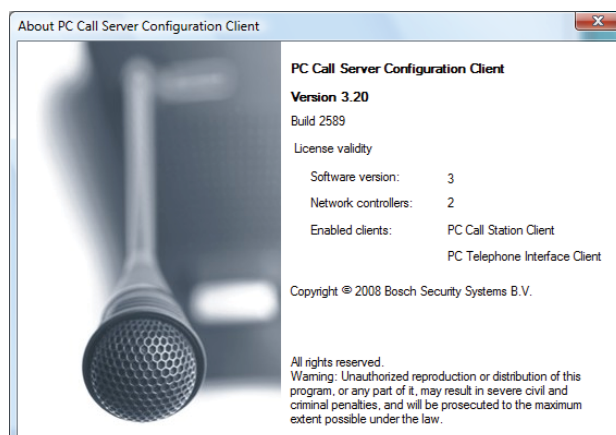 About PC Call Server Configuration Client
PC Call Server Configuration Client
Version 3.20
Build 2589
License validity
Software version: 3
Network controllers: 2
Enabled clients: PC Call Station Client
PC Telephone Interface Client
Copyright © 2008 Bosch Security Systems B.V.
All rights reserved.
Warning: Unauthorized reproduction or distribution of this
program, or any part of it, may result in severe civil and
criminal penalties, and will be prosecuted to the maximum
extent possible under the law.